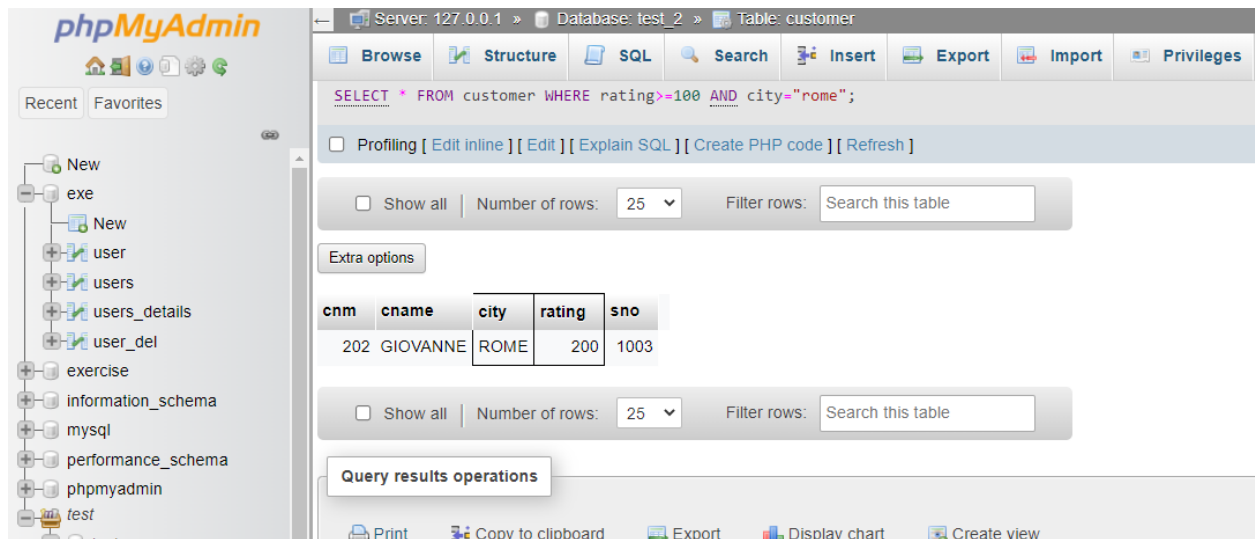 phpMyAdmin
Recent Favorites
New
exe
New
user
users
users_details
user_del
exercise
information_schema
mysql
performance_schema
phpmyadmin
test
Server: 127.0.0.1 » Database: test_2 » Table: customer
Browse Structure SQL Search Insert Export Import Privileges
SELECT * FROM customer WHERE rating>=100 AND city="rome";
Profiling [ Edit inline ] [ Edit ] [ Explain SQL ] [ Create PHP code ] [ Refresh ]
Show all | Number of rows: 25 Filter rows: Search this table
Extra options
cnm cname city rating sno
202 GIOVANNE ROME 200 1003
Show all | Number of rows: 25 Filter rows: Search this table
Query results operations
Print Copy to clipboard Export Display chart Create view